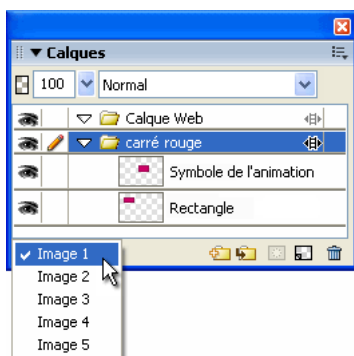 Calques
100 Normal
Calque Web
carré rouge
Symbole de l'animation
Rectangle
Image 1
Image 2
Image 3
Image 4
Image 5